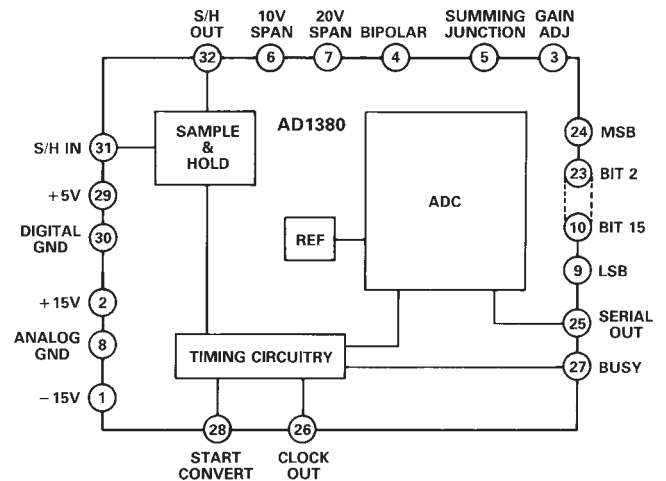 S/H
OUT
10V
SPAN
20V
SPAN
BIPOLAR
SUMMING
JUNCTION
GAIN
ADJ
32
6
7
4
5
3
AD1380
SAMPLE
&
HOLD
31
S/H IN
29
+5V
30
DIGITAL
GND
2
+15V
8
ANALOG
GND
1
−15V
REF
ADC
TIMING CIRCUITRY
24
MSB
23
BIT 2
10
BIT 15
9
LSB
25
SERIAL
OUT
27
BUSY
28
START
CONVERT
26
CLOCK
OUT